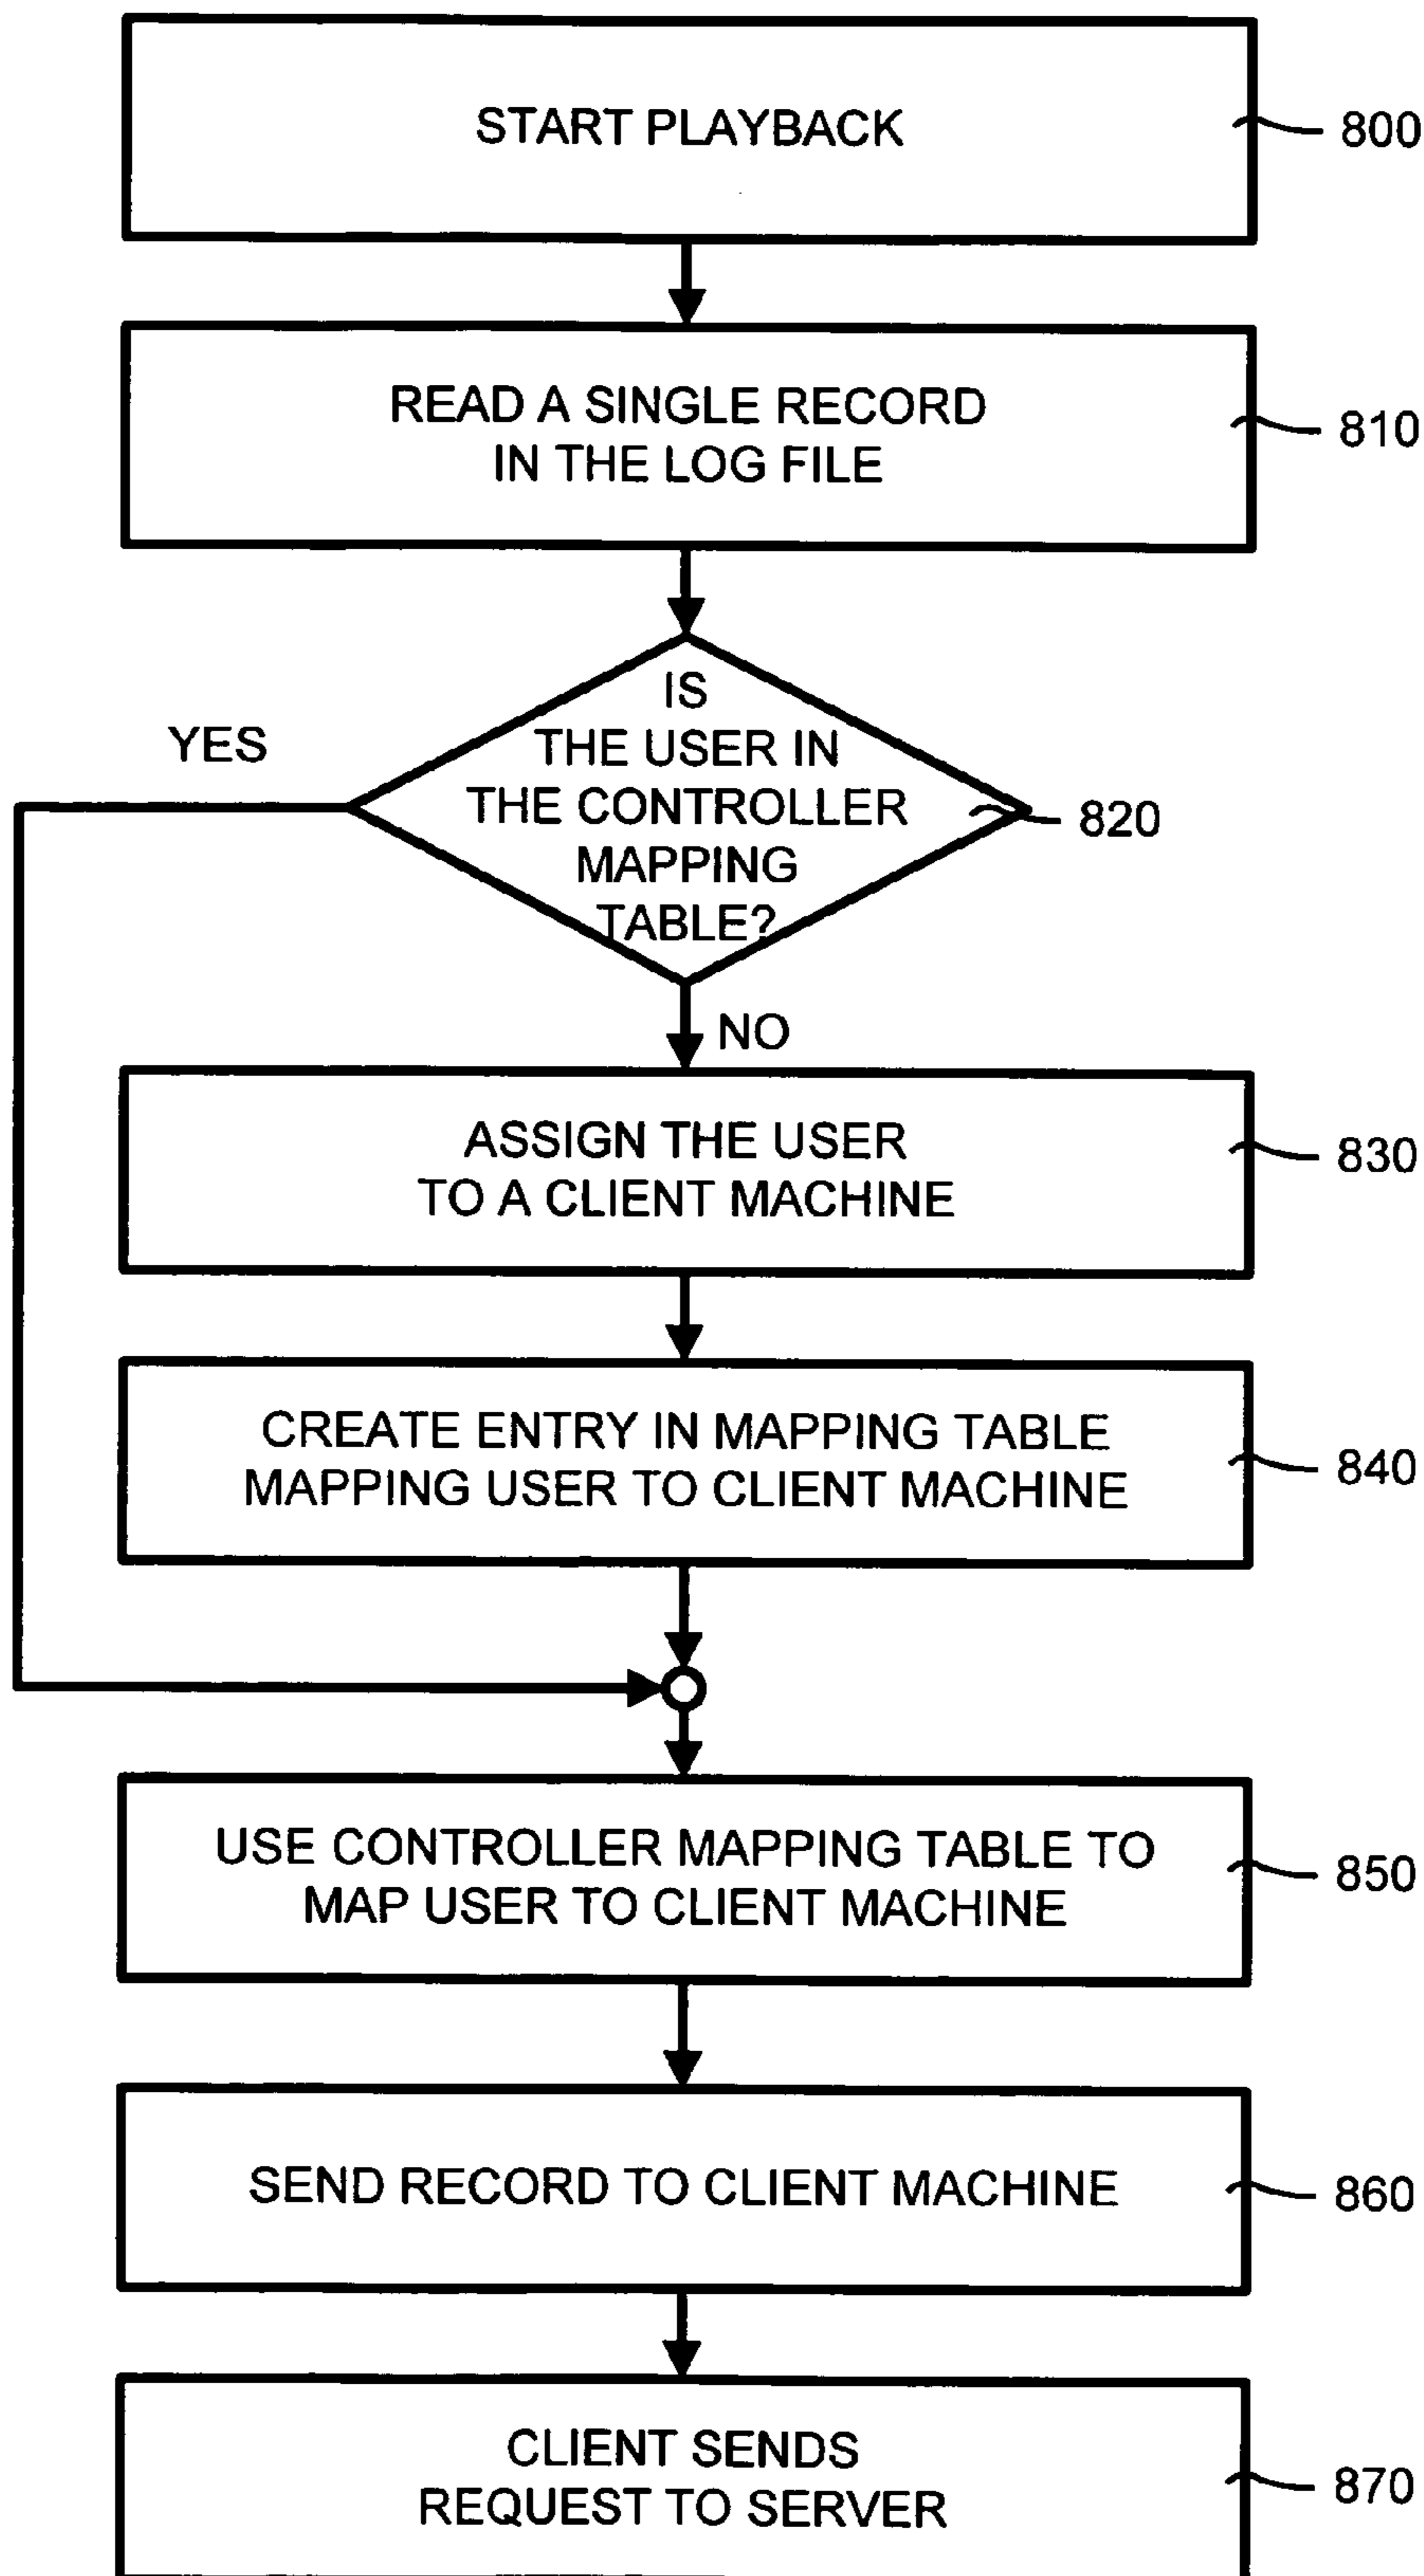 START PLAYBACK
800
READ A SINGLE RECORD
IN THE LOG FILE
810
IS
THE USER IN
THE CONTROLLER
MAPPING
TABLE?
YES
820
NO
ASSIGN THE USER
TO A CLIENT MACHINE
830
CREATE ENTRY IN MAPPING TABLE
MAPPING USER TO CLIENT MACHINE
840
USE CONTROLLER MAPPING TABLE TO
MAP USER TO CLIENT MACHINE
850
SEND RECORD TO CLIENT MACHINE
860
CLIENT SENDS
REQUEST TO SERVER
870